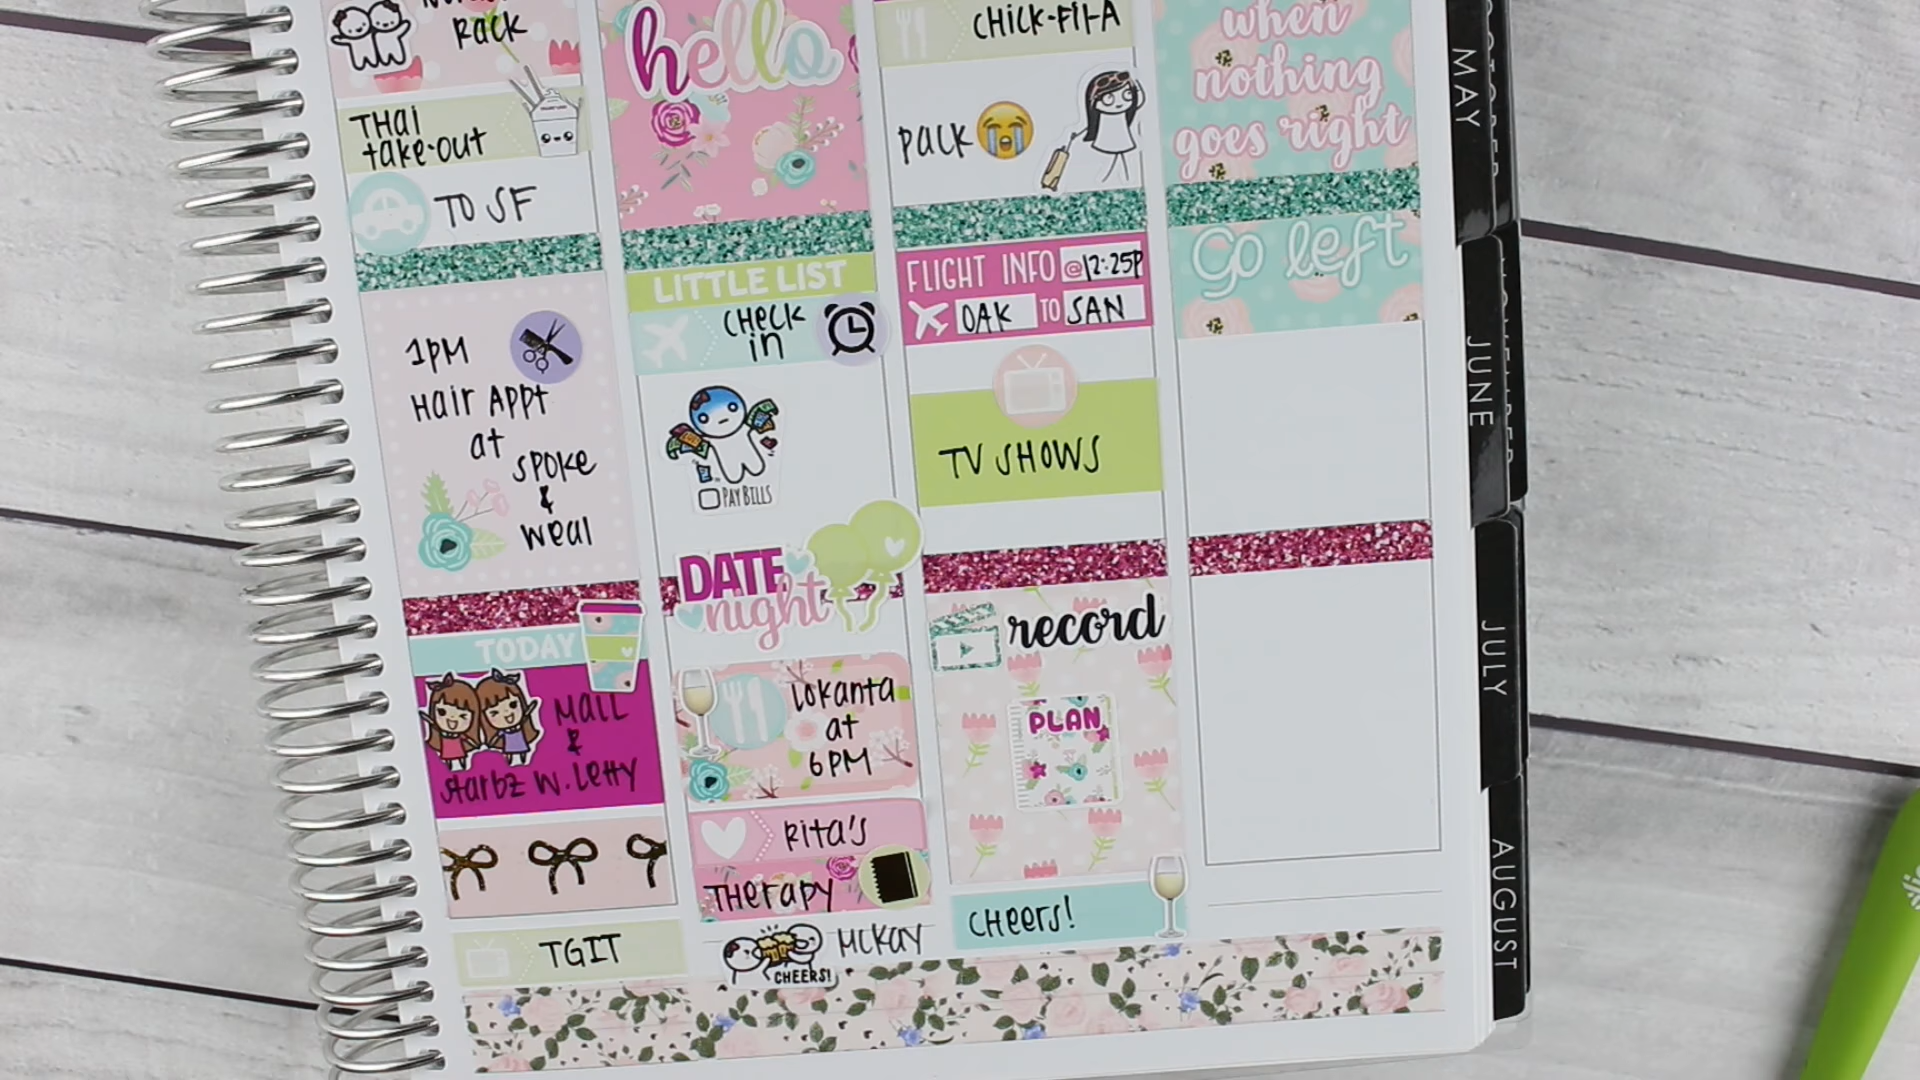 Rack
THai
take-out
TO SF
1PM
Hair APPt
at
SPOKE
&
Weal
TODAY
Mall
&
starbz w. Letty
TGIT
hello
LITTLE LIST
CHECK
in
PAY BILLS
DATE
night
Lokanta
at
6PM
Rita's
THerapy
McKay
CHEERS!
CHICK-FIL-A
PACK
FLIGHT INFO @12:25P
OAK TO SAN
TV SHOWS
record
PLAN
CHeers!
when
nothing
goes right
Go left
MAY
JUNE
JULY
AUGUST